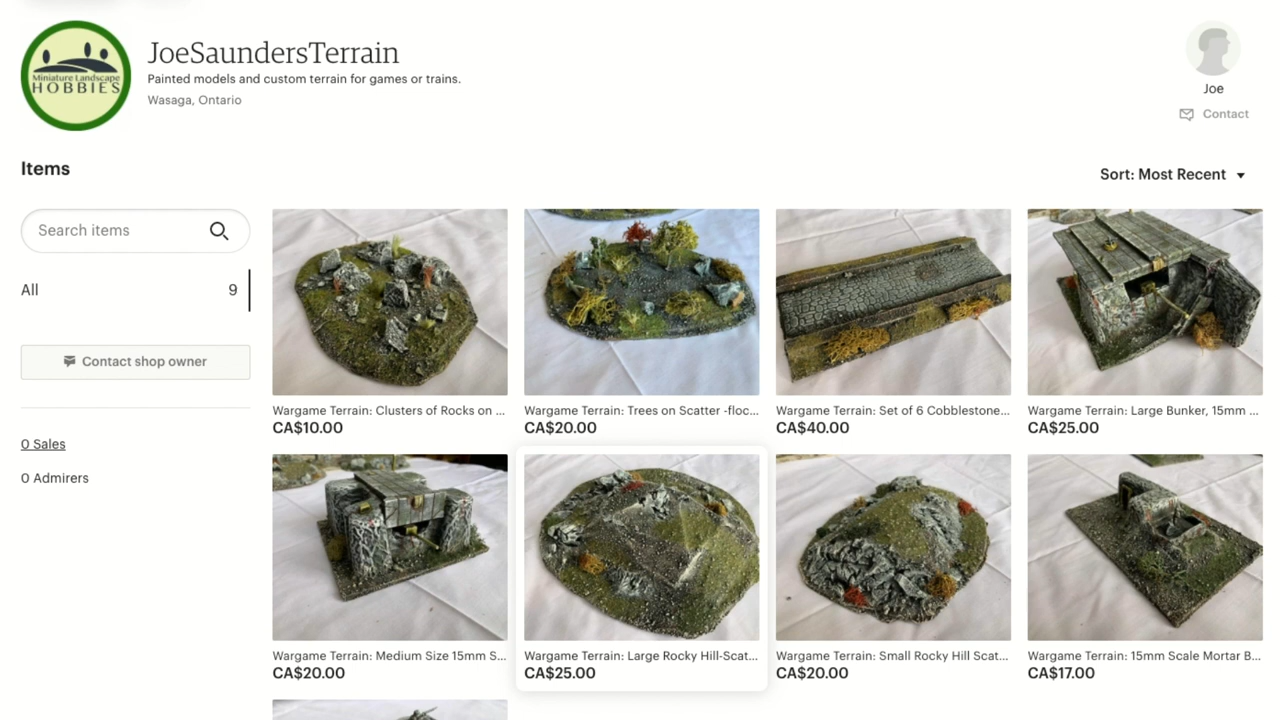 JoeSaundersTerrain
Miniature Landscape
HOBBIES
Painted models and custom terrain for games or trains.
Wasaga, Ontario
Joe
Contact
Items
Sort: Most Recent
Search items
All 9
Contact shop owner
0 Sales
0 Admirers
Wargame Terrain: Clusters of Rocks on ...
CA$10.00
Wargame Terrain: Trees on Scatter -floc...
CA$20.00
Wargame Terrain: Set of 6 Cobblestone...
CA$40.00
Wargame Terrain: Large Bunker, 15mm ...
CA$25.00
Wargame Terrain: Medium Size 15mm S...
CA$20.00
Wargame Terrain: Large Rocky Hill-Scat...
CA$25.00
Wargame Terrain: Small Rocky Hill Scat...
CA$20.00
Wargame Terrain: 15mm Scale Mortar B...
CA$17.00